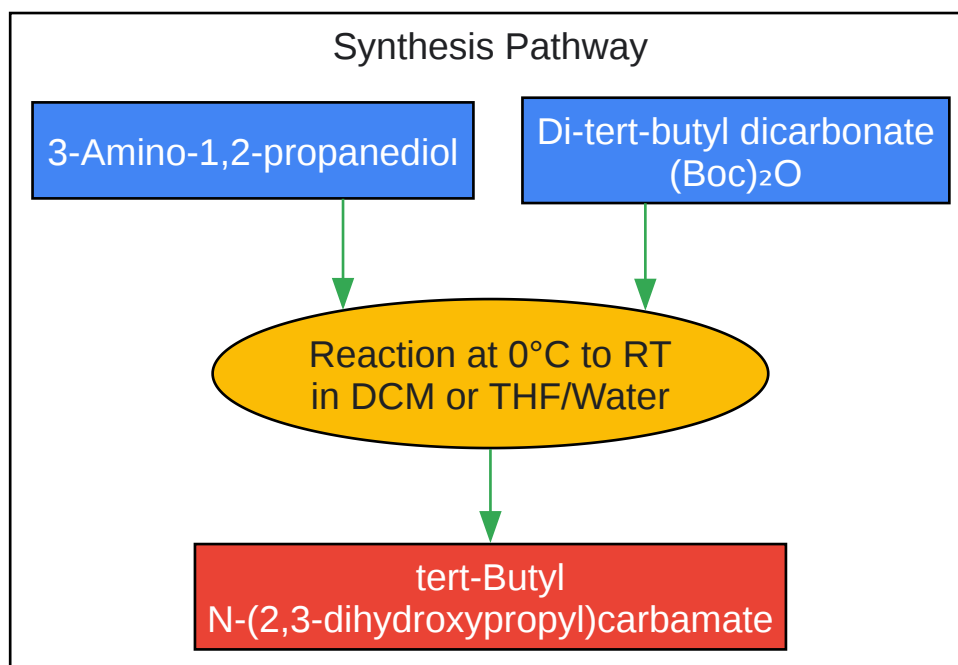 Synthesis Pathway
3-Amino-1,2-propanediol
Di-tert-butyl dicarbonate
(Boc)₂O
Reaction at 0°C to RT
in DCM or THF/Water
tert-Butyl
N-(2,3-dihydroxypropyl)carbamate